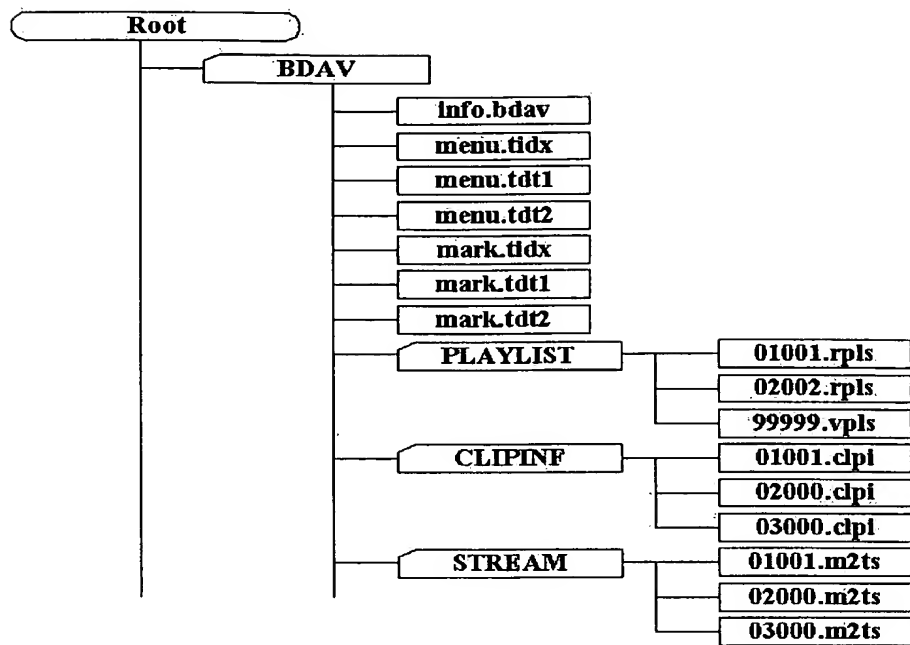 Root
BDAV
info.bdav
menu.tidx
menu.tdt1
menu.tdt2
mark.tidx
mark.tdt1
mark.tdt2
PLAYLIST
01001.rpls
02002.rpls
99999.vpls
CLIPINF
01001.clpi
02000.clpi
03000.clpi
STREAM
01001.m2ts
02000.m2ts
03000.m2ts